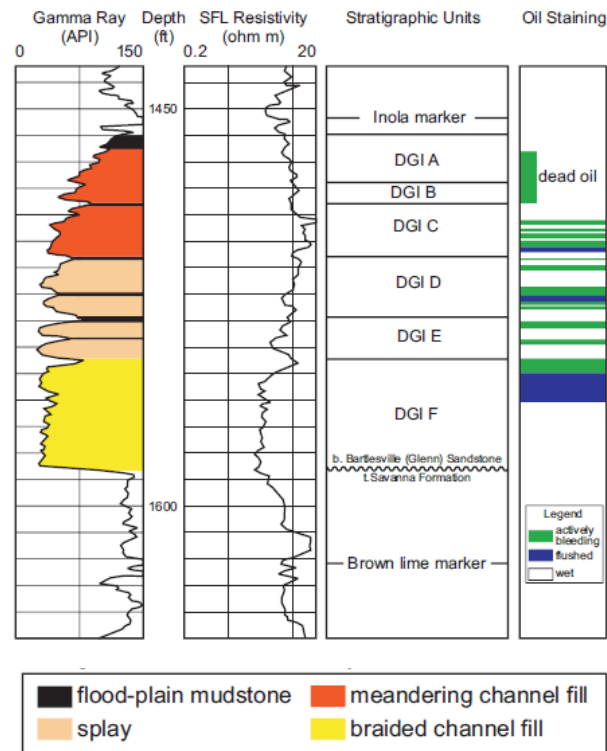 Gamma Ray
(API)
0 150
Depth
(ft)
SFL Resistivity
(ohm m)
0.2 20
Stratigraphic Units
Oil Staining
1450
Inola marker
DGI A
dead oil
DGI B
DGI C
DGI D
DGI E
DGI F
b. Bartlesville (Glenn) Sandstone
t.Savanna Formation
1600
Brown lime marker
Legend
actively
bleeding
flushed
wet
flood-plain mudstone
meandering channel fill
splay
braided channel fill